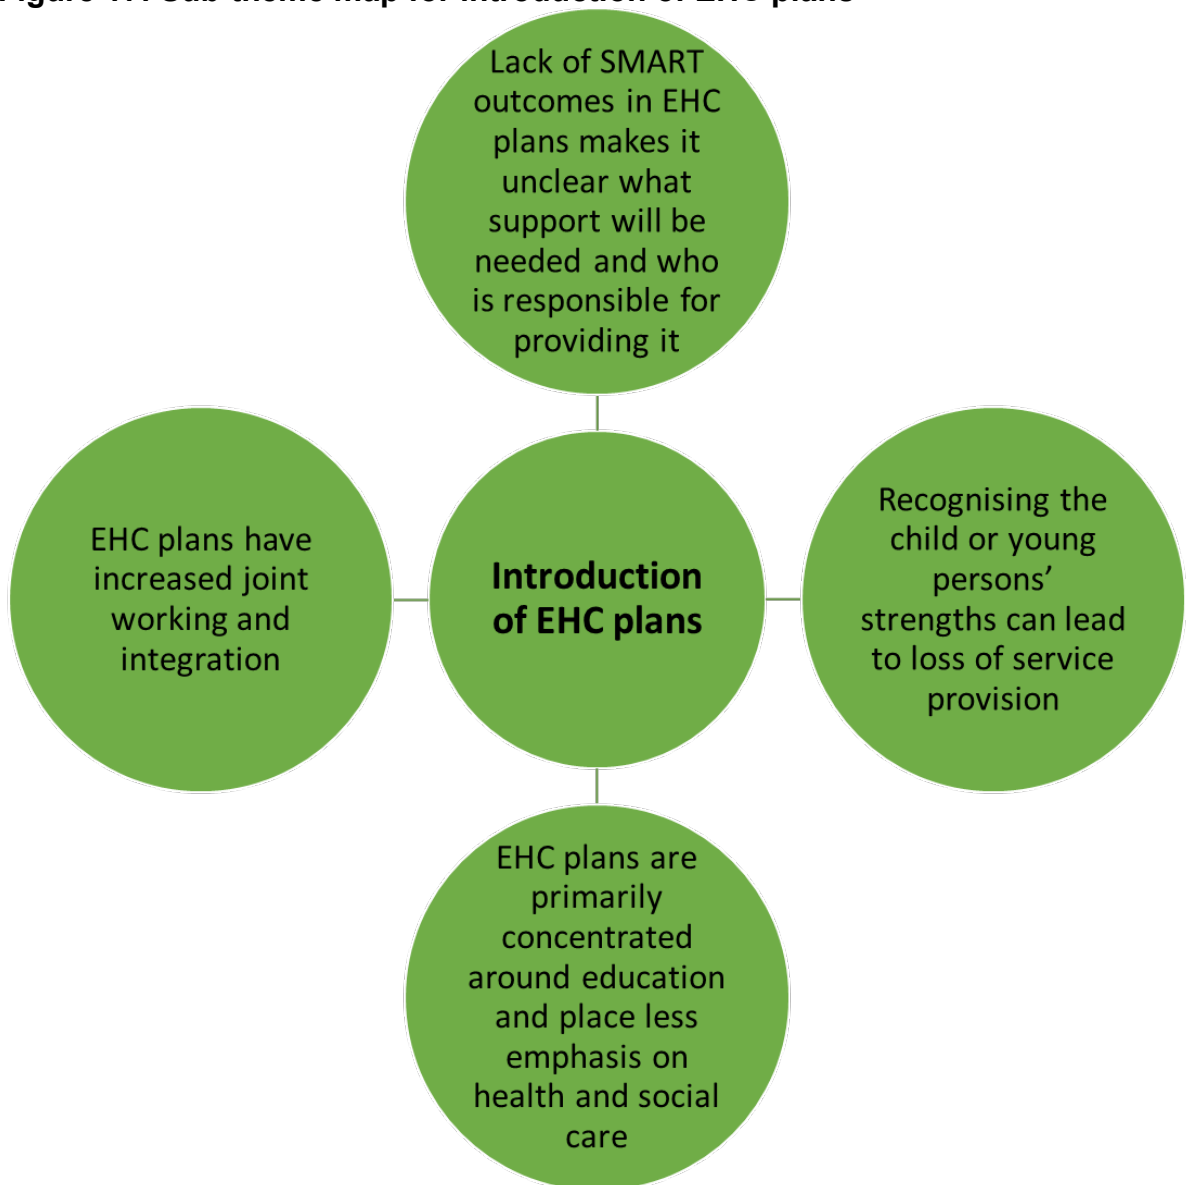 Lack of SMART
outcomes in EHC
plans makes it
unclear what
support will be
needed and who
is responsible for
providing it
EHC plans have
increased joint
working and
integration
Introduction
of EHC plans
Recognising the
child or young
persons’
strengths can lead
to loss of service
provision
EHC plans are
primarily
concentrated
around education
and place less
emphasis on
health and social
care